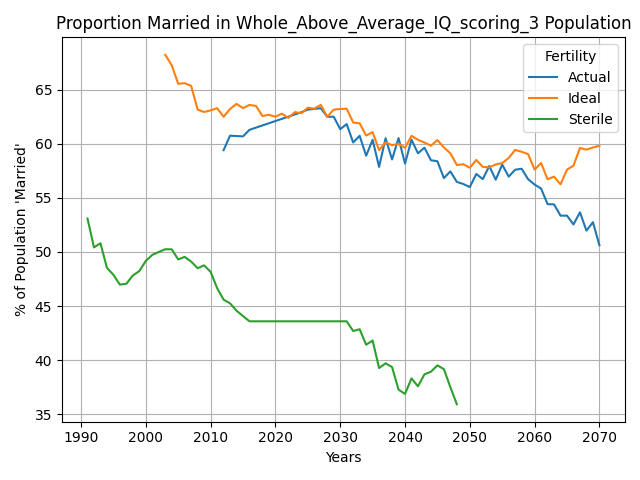 Proportion Married in Whole_Above_Average_IQ_scoring_3 Population
Fertility
Actual
Ideal
Sterile
% of Population 'Married'
65
60
55
50
45
40
35
1990 2000 2010 2020 2030 2040 2050 2060 2070
Years